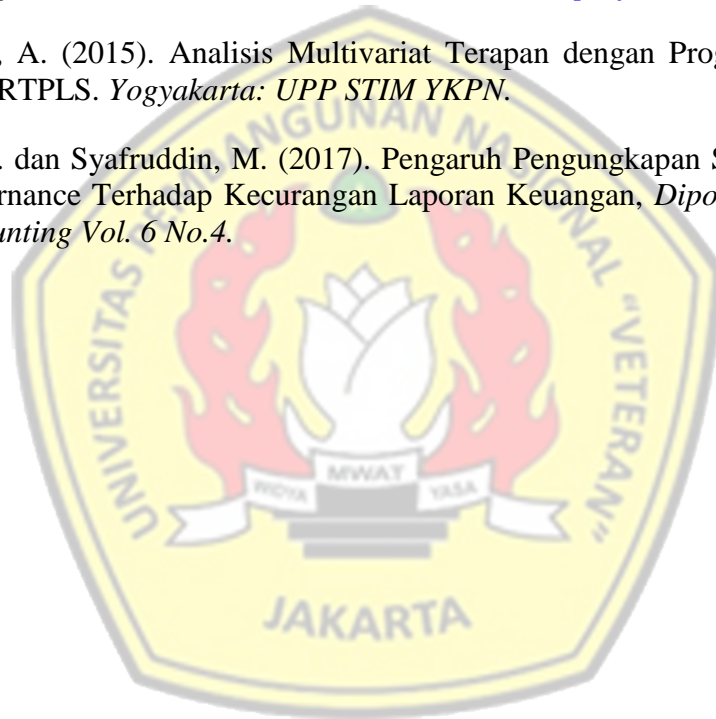 , A. (2015). Analisis Multivariat Terapan dengan Prog
RTPLS. Yogyakarta: UPP STIM YKPN.
. dan Syafruddin, M. (2017). Pengaruh Pengungkapan S
rnance Terhadap Kecurangan Laporan Keuangan, Dipo
unting Vol. 6 No.4.
UNIVERSITAS PEMBANGUNAN NASIONAL "VETERAN"
WIDYA MWAT YASA
JAKARTA